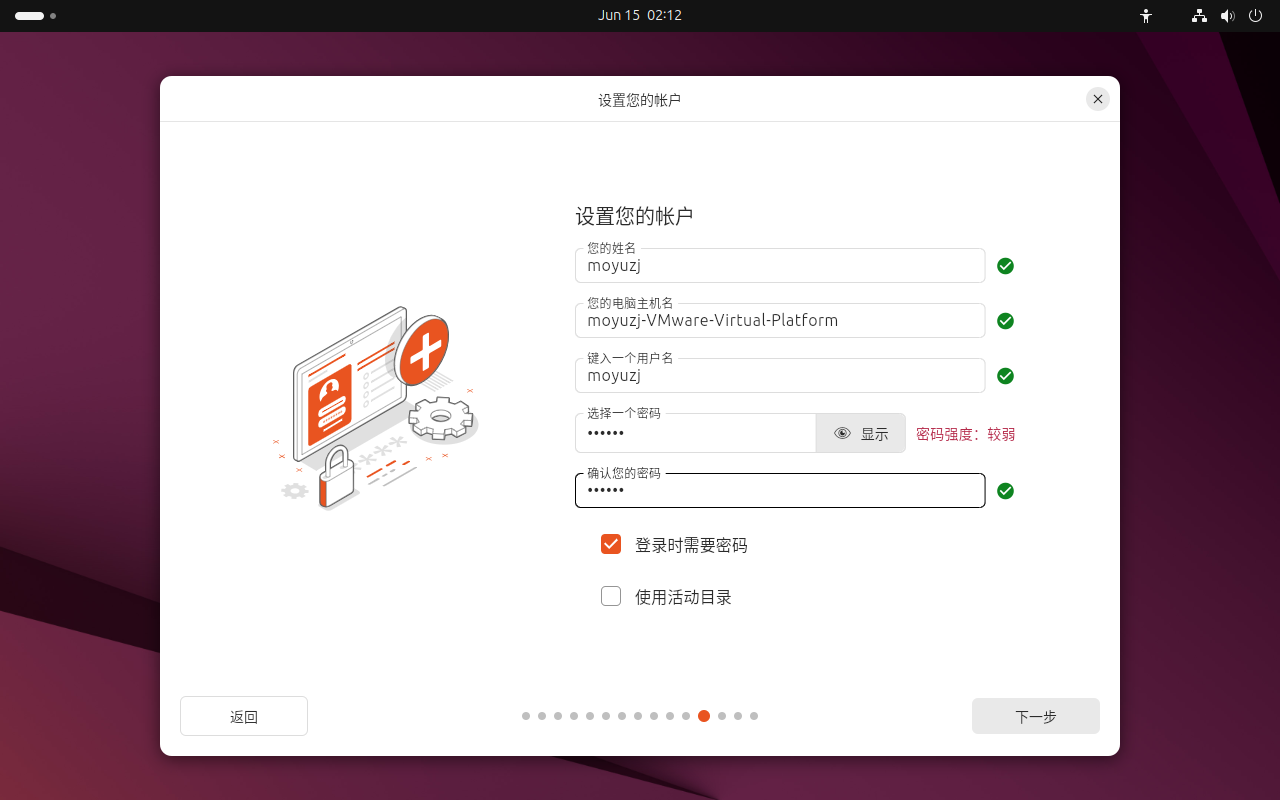 Jun 15 02:12
设置您的帐户
设置您的帐户
您的姓名
moyuzj
您的电脑主机名
moyuzj-VMware-Virtual-Platform
键入一个用户名
moyuzj
选择一个密码
••••••
显示
密码强度：较弱
确认您的密码
••••••
登录时需要密码
使用活动目录
返回
下一步